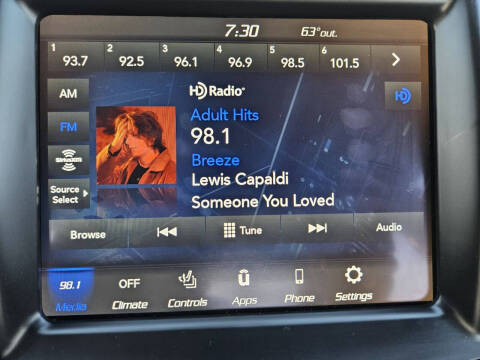 7:30 63°out.
1 93.7 2 92.5 3 96.1 4 96.9 5 98.5 6 101.5
AM
HD Radio
HD
Adult Hits
FM
98.1
Breeze
SiriusXM
Lewis Capaldi
Source
Select
Someone You Loved
Browse Tune Audio
98.1 OFF
Media Climate Controls Apps Phone Settings